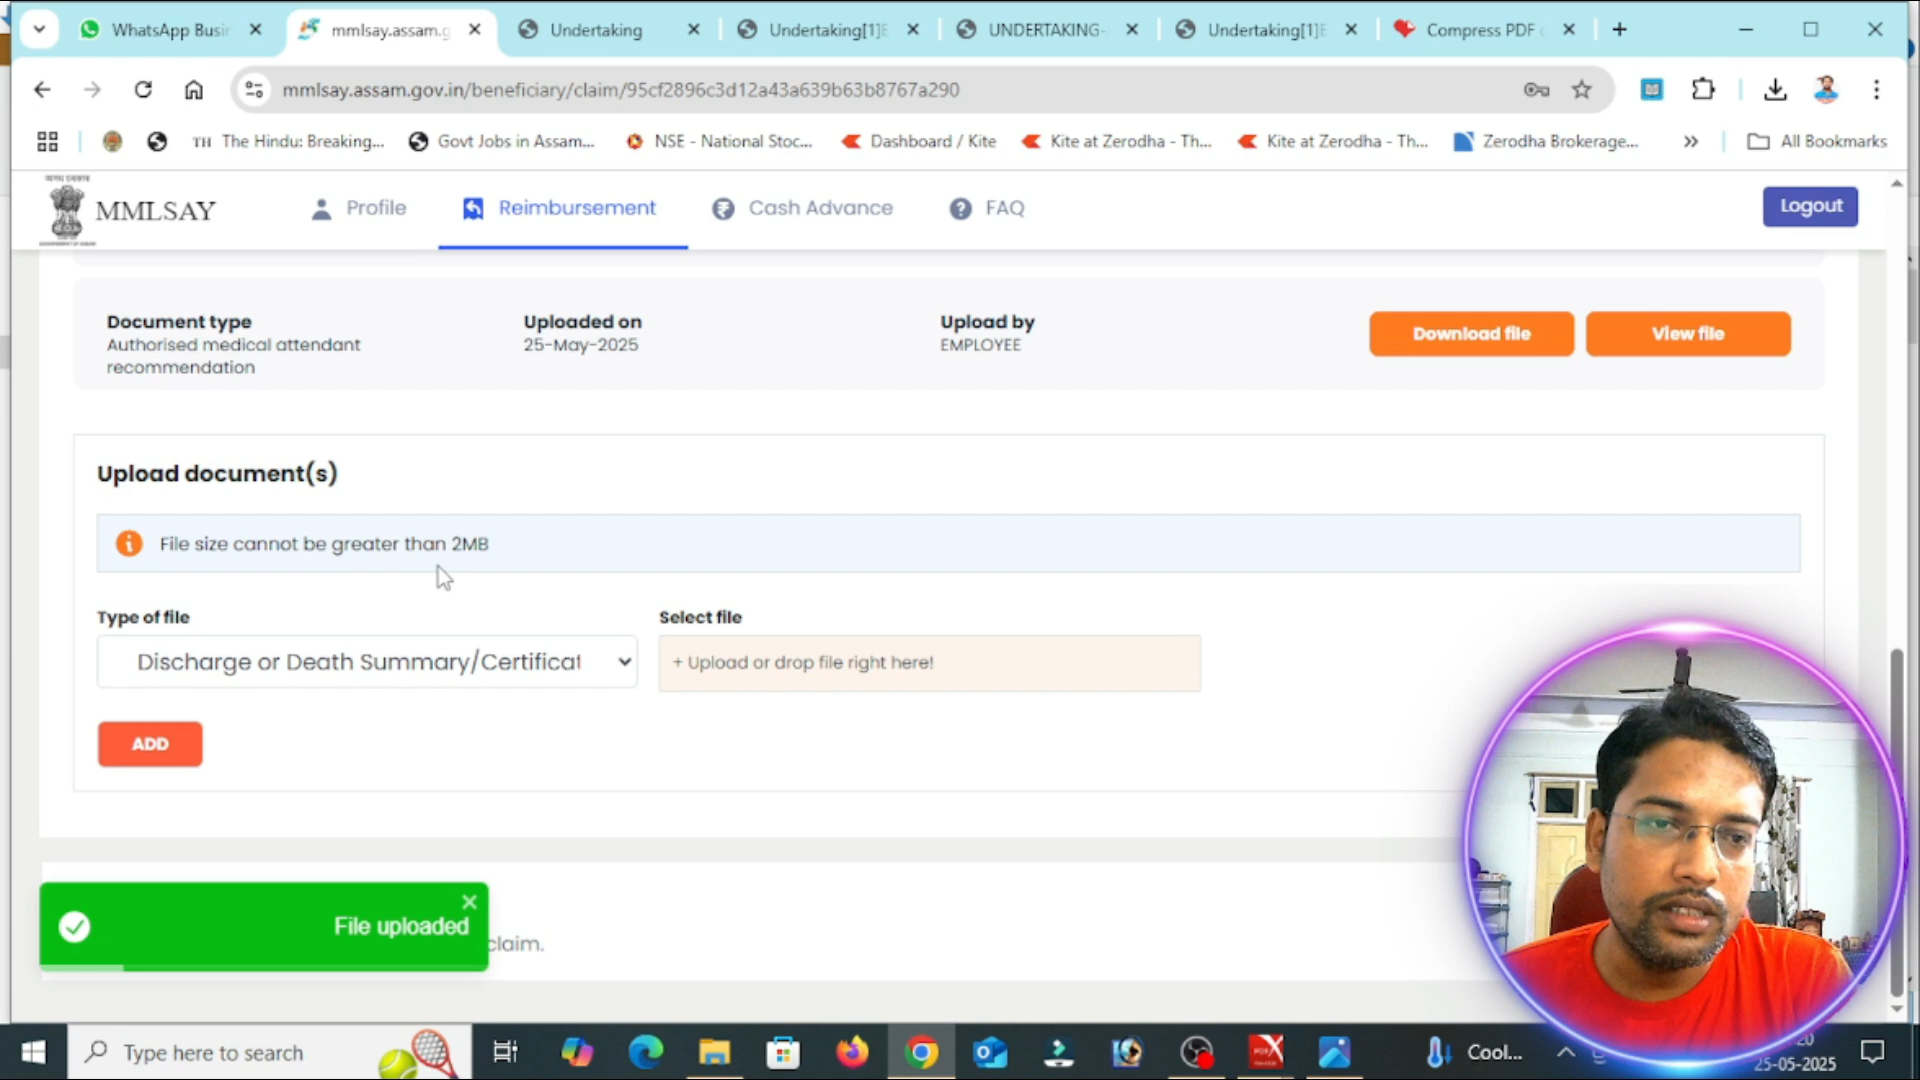 WhatsApp Busir
mmlsay.assam.g
Undertaking
Undertaking[1]E
UNDERTAKING-
Undertaking[1]E
Compress PDF
mmlsay.assam.gov.in/beneficiary/claim/95cf2896c3d12a43a639b63b8767a290
TH The Hindu: Breaking...
Govt Jobs in Assam...
NSE - National Stoc...
Dashboard / Kite
Kite at Zerodha - Th...
Kite at Zerodha - Th...
Zerodha Brokerage...
All Bookmarks
MMLSAY
Profile
Reimbursement
Cash Advance
FAQ
Logout
Document type
Authorised medical attendant
recommendation
Uploaded on
25-May-2025
Upload by
EMPLOYEE
Download file
View file
Upload document(s)
File size cannot be greater than 2MB
Type of file
Discharge or Death Summary/Certificat
Select file
+ Upload or drop file right here!
ADD
File uploaded
claim.
Type here to search
Cool...
25-05-2025